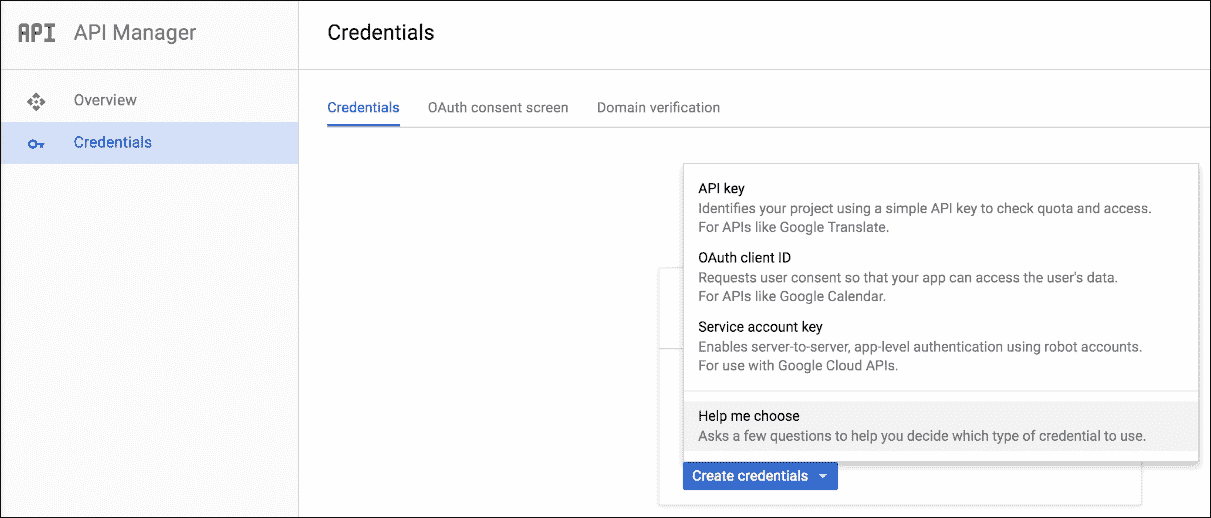 API API Manager
Credentials
Overview
Credentials
Credentials OAuth consent screen Domain verification
API key
Identifies your project using a simple API key to check quota and access.
For APIs like Google Translate.
OAuth client ID
Requests user consent so that your app can access the user's data.
For APIs like Google Calendar.
Service account key
Enables server-to-server, app-level authentication using robot accounts.
For use with Google Cloud APIs.
Help me choose
Asks a few questions to help you decide which type of credential to use.
Create credentials